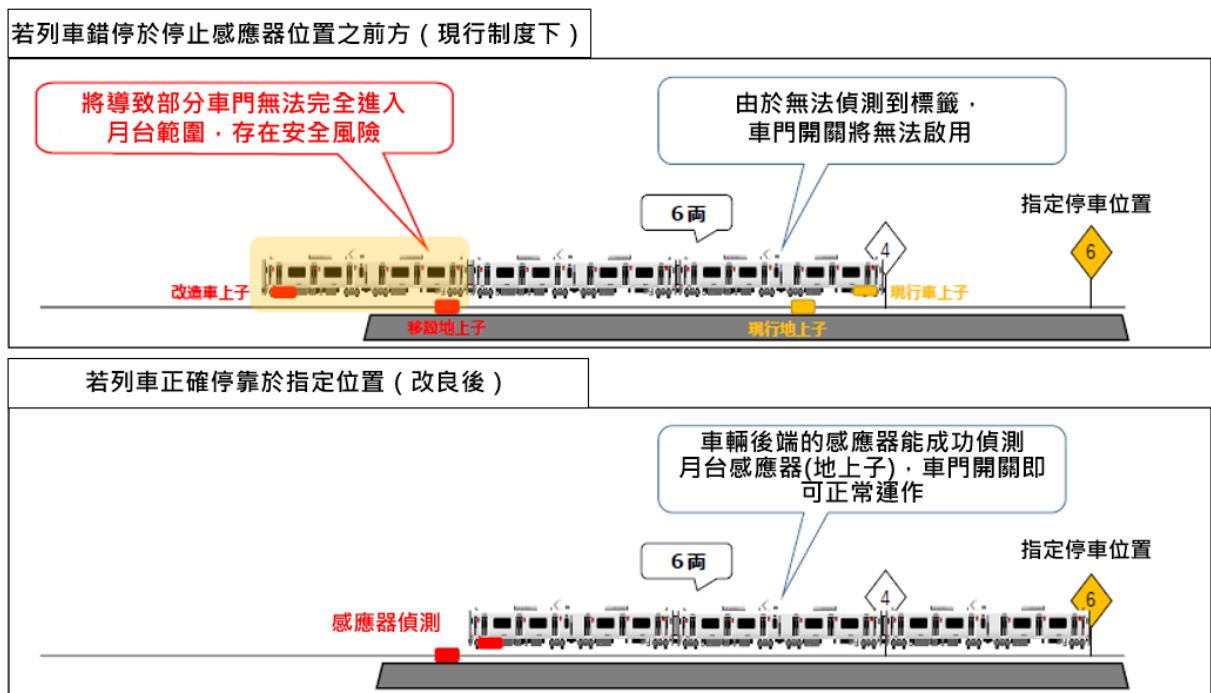 若列車錯停於停止感應器位置之前方（現行制度下）
將導致部分車門無法完全進入
月台範圍，存在安全風險
由於無法偵測到標籤，
車門開關將無法啟用
6両
指定停車位置
4
6
改造車上子
現行車上子
移設地上子
現行地上子
若列車正確停靠於指定位置（改良後）
車輛後端的感應器能成功偵測
月台感應器(地上子)，車門開關即
可正常運作
6両
指定停車位置
4
6
感應器偵測